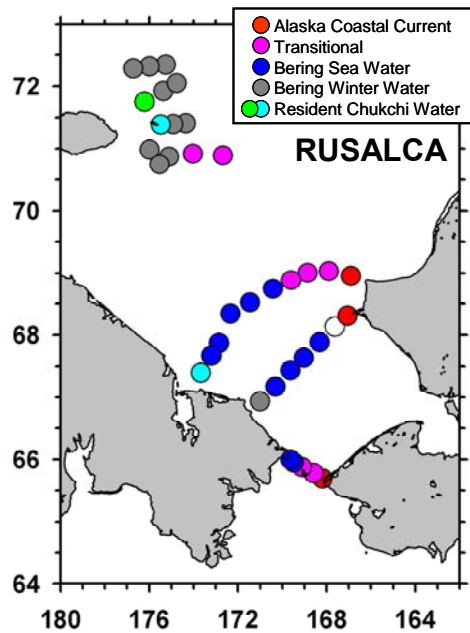 Alaska Coastal Current
Transitional
Bering Sea Water
Bering Winter Water
Resident Chukchi Water
RUSALCA
72
70
68
66
64
180 176 172 168 164